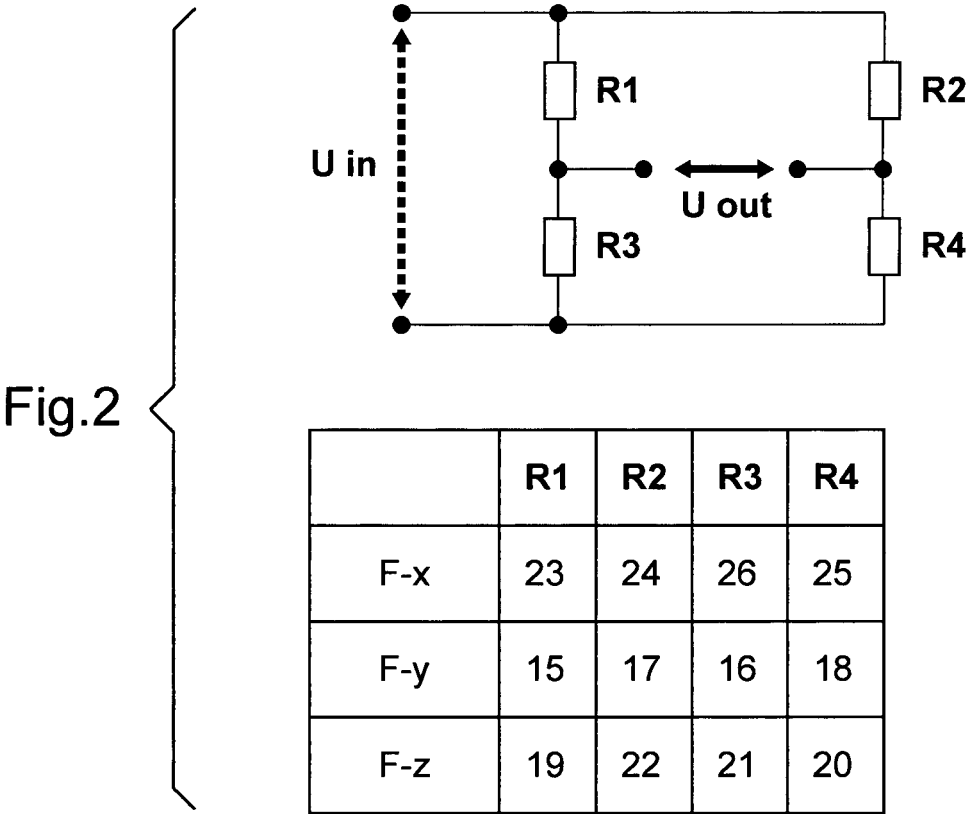 R1 R2
U in
U out
R3 R4
Fig.2
R1 R2 R3 R4
F-x 23 24 26 25
F-y 15 17 16 18
F-z 19 22 21 20